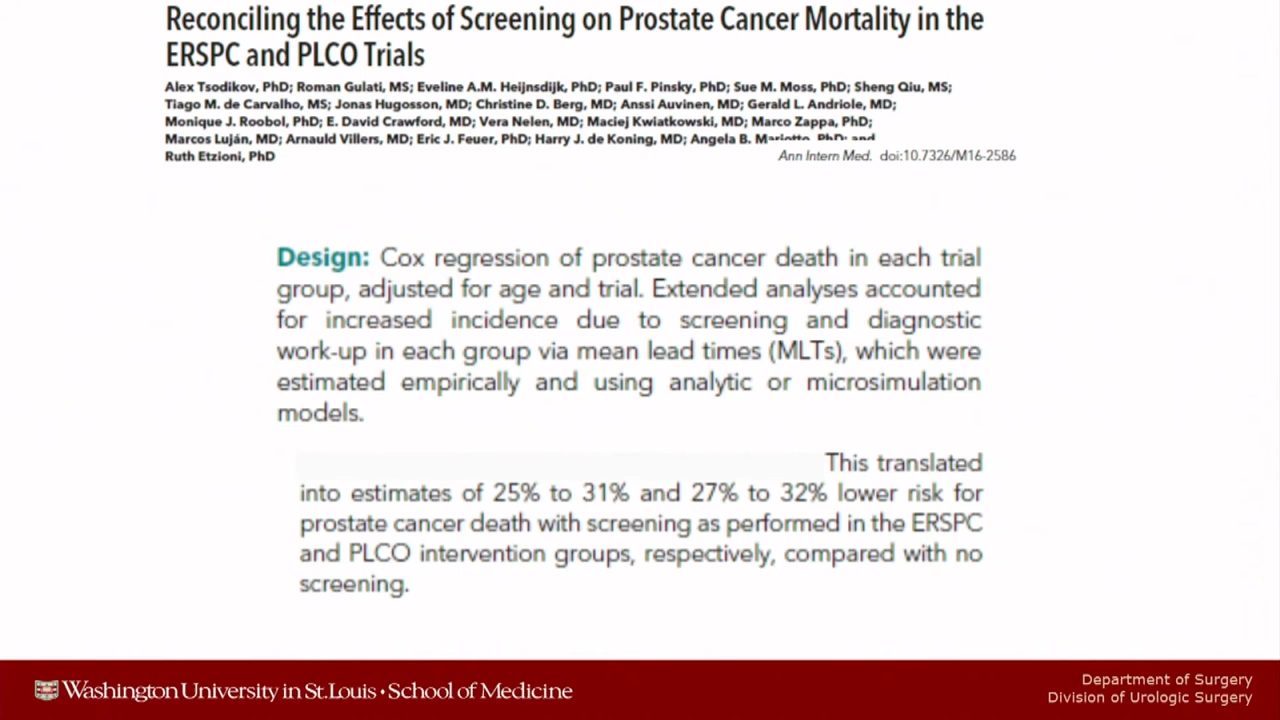 Reconciling the Effects of Screening on Prostate Cancer Mortality in the
ERSPC and PLCO Trials
Alex Tsodikov, PhD; Roman Gulati, MS; Eveline A.M. Heijnsdijk, PhD; Paul F. Pinsky, PhD; Sue M. Moss, PhD; Sheng Qiu, MS;
Tiago M. de Carvalho, MS; Jonas Hugosson, MD; Christine D. Berg, MD; Anssi Auvinen, MD; Gerald L. Andriole, MD;
Monique J. Roobol, PhD; E. David Crawford, MD; Vera Nelen, MD; Maciej Kwiatkowski, MD; Marco Zappa, PhD;
Marcos Luján, MD; Arnauld Villers, MD; Eric J. Feuer, PhD; Harry J. de Koning, MD; Angela B. Mariotto, PhD; and
Ruth Etzioni, PhD
Ann Intern Med. doi:10.7326/M16-2586
Design: Cox regression of prostate cancer death in each trial
group, adjusted for age and trial. Extended analyses accounted
for increased incidence due to screening and diagnostic
work-up in each group via mean lead times (MLTs), which were
estimated empirically and using analytic or microsimulation
models.
This translated
into estimates of 25% to 31% and 27% to 32% lower risk for
prostate cancer death with screening as performed in the ERSPC
and PLCO intervention groups, respectively, compared with no
screening.
Washington University in St. Louis • School of Medicine
Department of Surgery
Division of Urologic Surgery